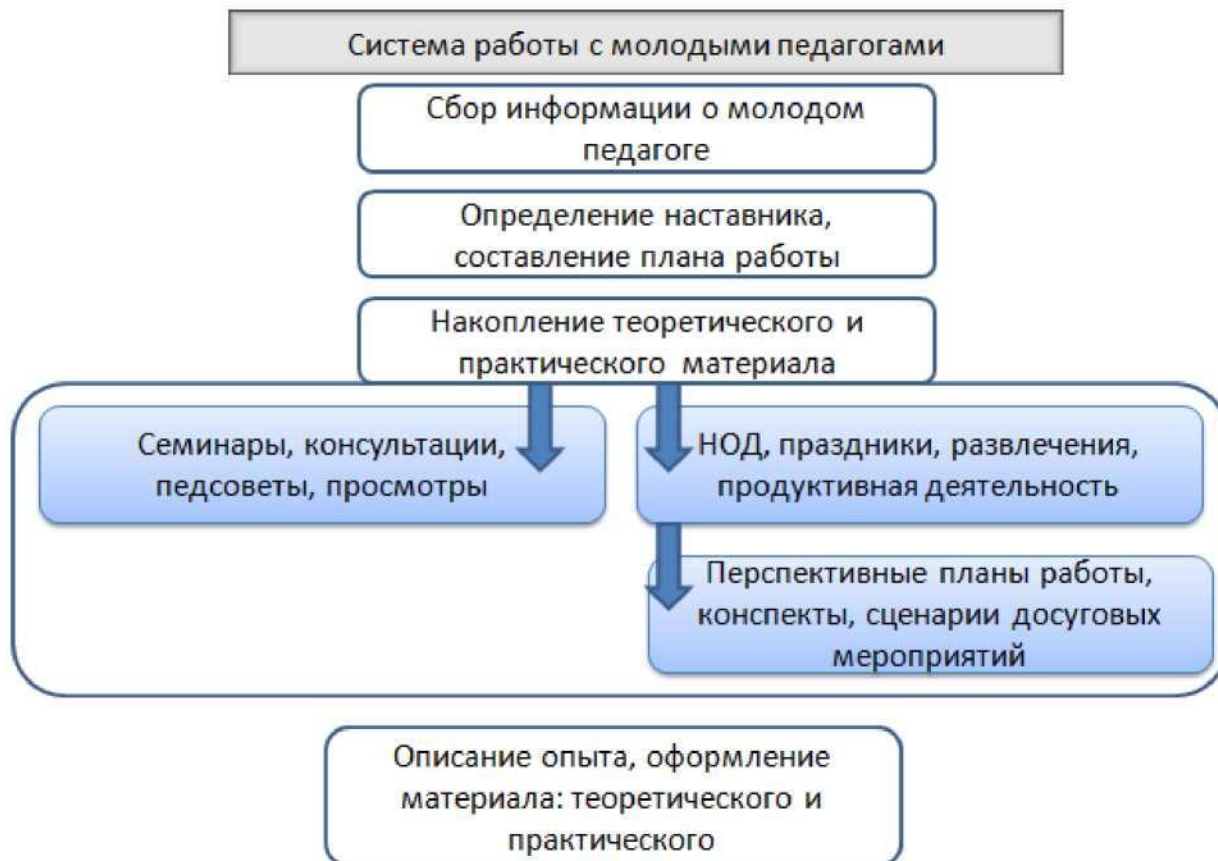 Система работы с молодыми педагогами
Сбор информации о молодом
педагоге
Определение наставника,
составление плана работы
Накопление теоретического и
практического материала
Семинары, консультации,
педсоветы, просмотры
НОД, праздники, развлечения,
продуктивная деятельность
Перспективные планы работы,
конспекты, сценарии досуговых
мероприятий
Описание опыта, оформление
материала: теоретического и
практического